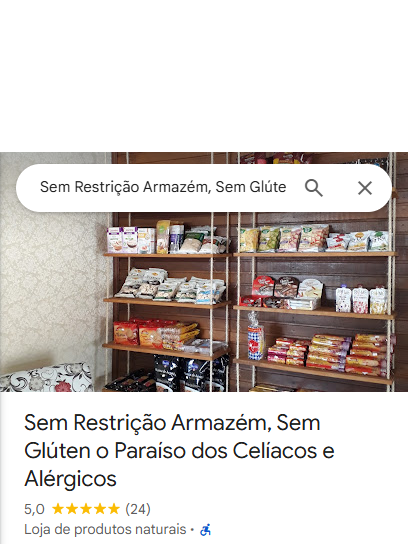 Sem Restrição Armazém, Sem Glúte
Sem Restrição Armazém, Sem
Glúten o Paraíso dos Celíacos e
Alérgicos
5,0 (24)
Loja de produtos naturais ·